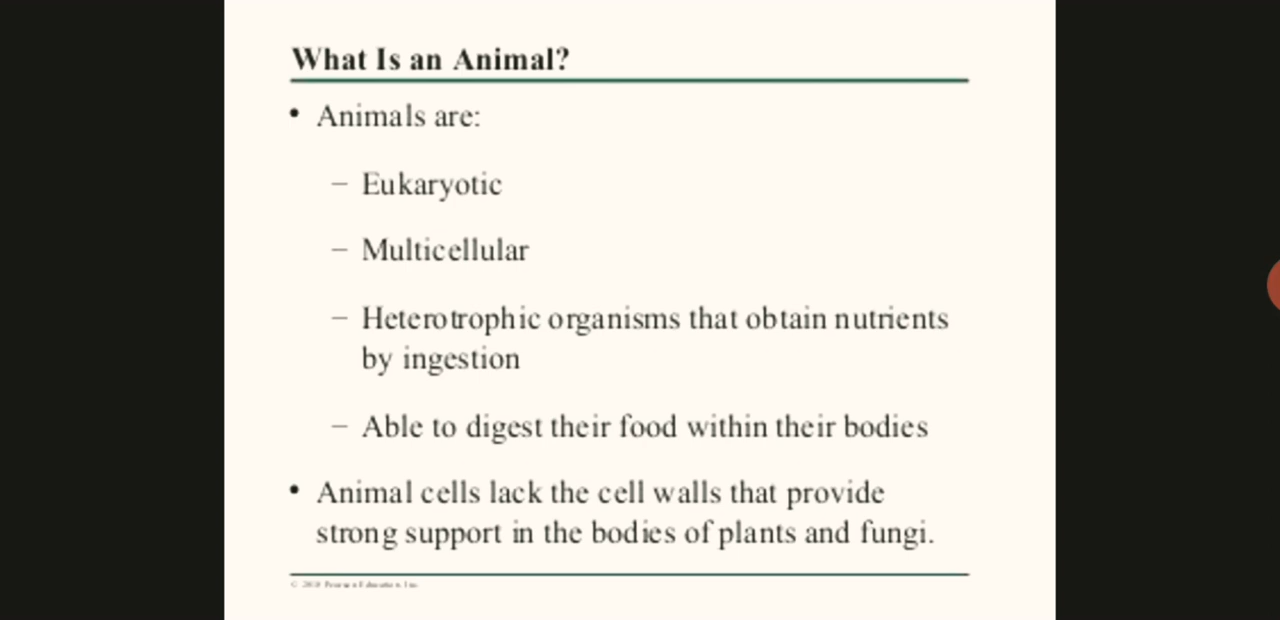 What Is an Animal?
• Animals are:
– Eukaryotic
– Multicellular
– Heterotrophic organisms that obtain nutrients
by ingestion
– Able to digest their food within their bodies
• Animal cells lack the cell walls that provide
strong support in the bodies of plants and fungi.
Education, Inc.